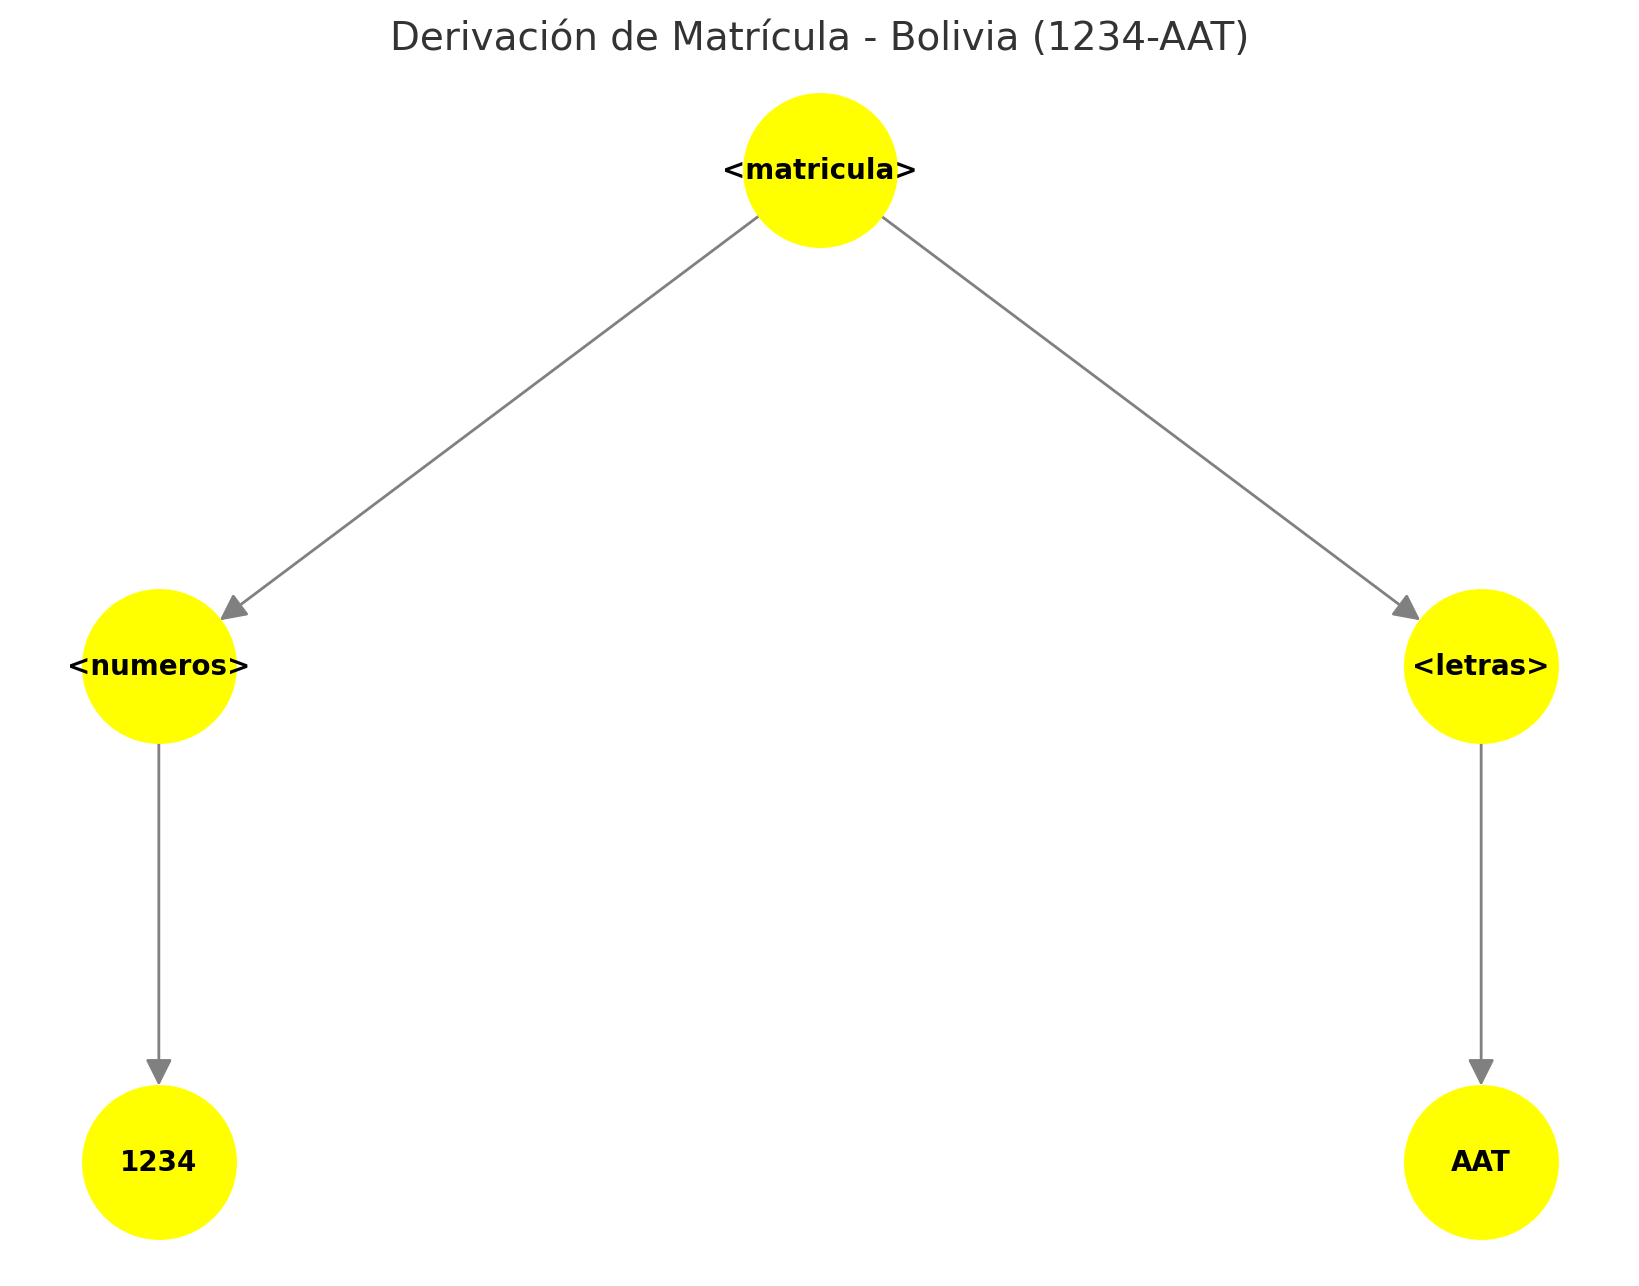 Derivación de Matrícula - Bolivia (1234-AAT)
<matricula>
<numeros>
<letras>
1234
AAT